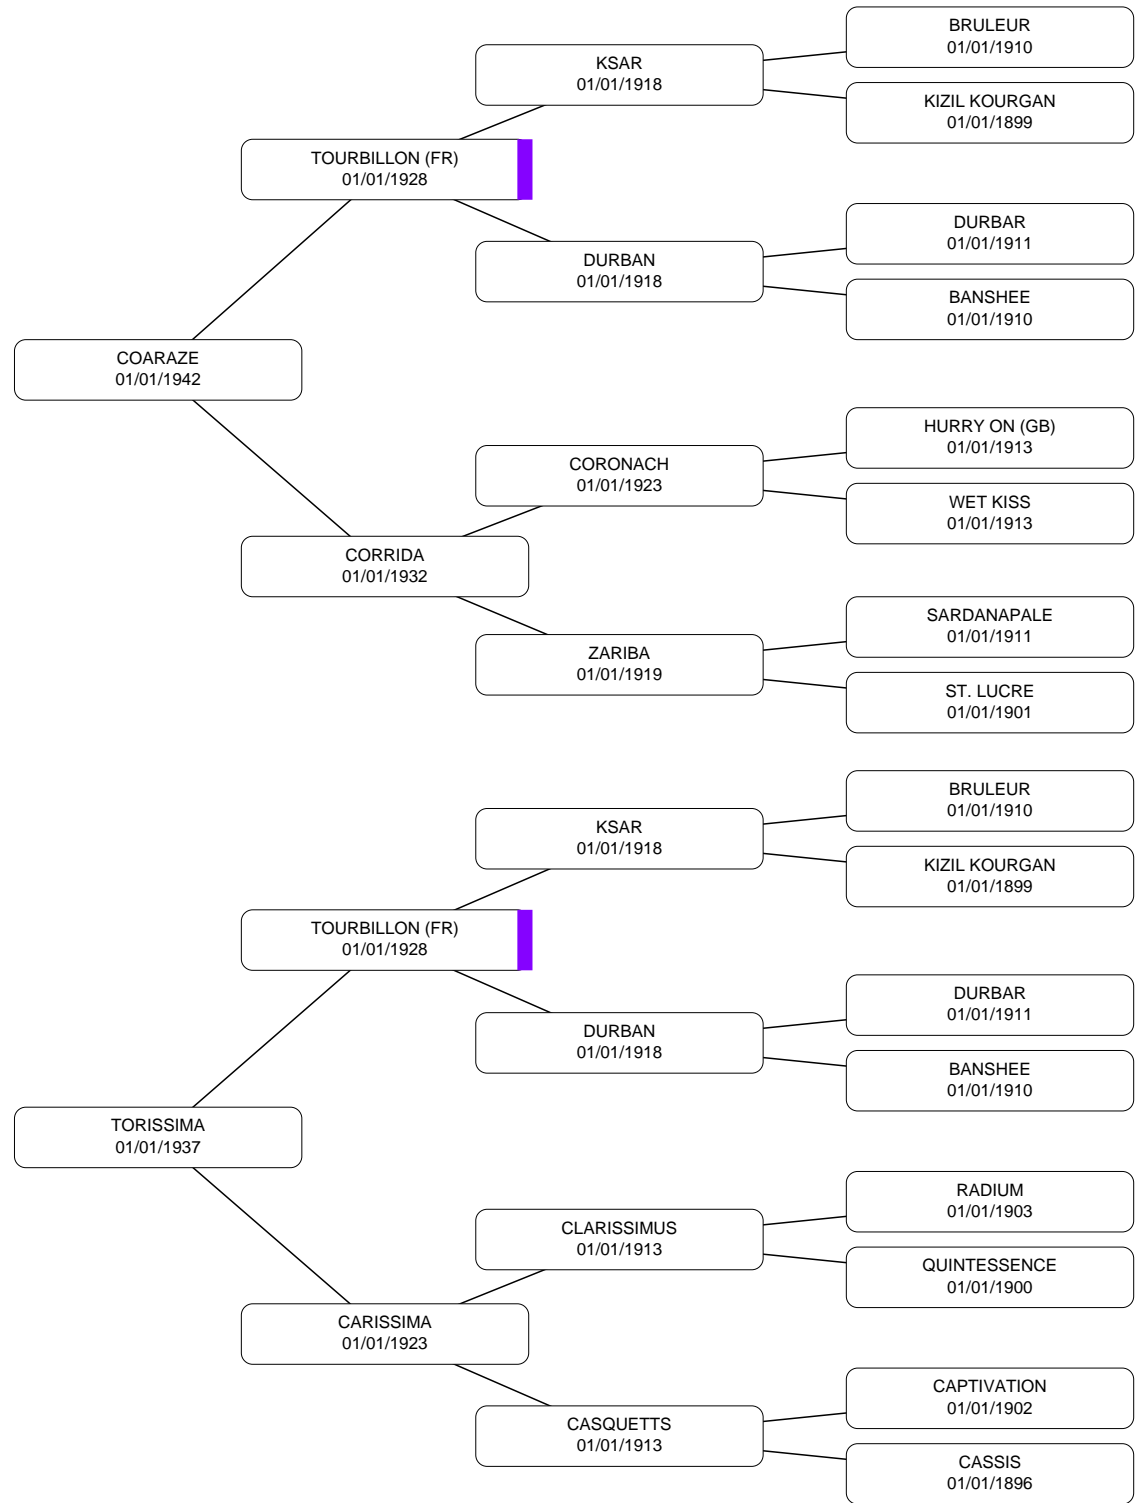 BRULEUR
01/01/1910
KSAR
01/01/1918
KIZIL KOURGAN
01/01/1899
TOURBILLON (FR)
01/01/1928
DURBAR
01/01/1911
DURBAN
01/01/1918
BANSHEE
01/01/1910
COARAZE
01/01/1942
HURRY ON (GB)
01/01/1913
CORONACH
01/01/1923
WET KISS
01/01/1913
CORRIDA
01/01/1932
SARDANAPALE
01/01/1911
ZARIBA
01/01/1919
ST. LUCRE
01/01/1901
BRULEUR
01/01/1910
KSAR
01/01/1918
KIZIL KOURGAN
01/01/1899
TOURBILLON (FR)
01/01/1928
DURBAR
01/01/1911
DURBAN
01/01/1918
BANSHEE
01/01/1910
TORISSIMA
01/01/1937
RADIUM
01/01/1903
CLARISSIMUS
01/01/1913
QUINTESSENCE
01/01/1900
CARISSIMA
01/01/1923
CAPTIVATION
01/01/1902
CASQUETTS
01/01/1913
CASSIS
01/01/1896